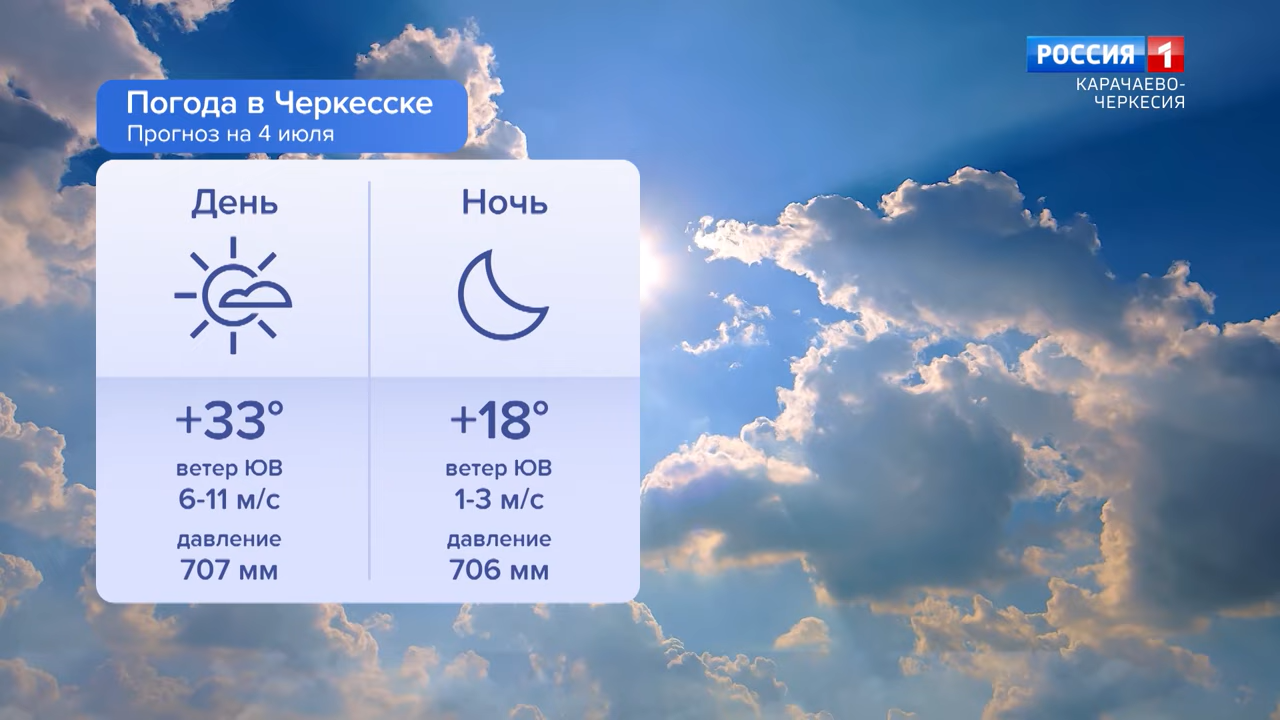 Погода в Черкесске
Прогноз на 4 июля
День
+33°
ветер ЮВ
6-11 м/с
давление
707 мм
Ночь
+18°
ветер ЮВ
1-3 м/с
давление
706 мм
РОССИЯ 1
КАРАЧАЕВО-
ЧЕРКЕСИЯ